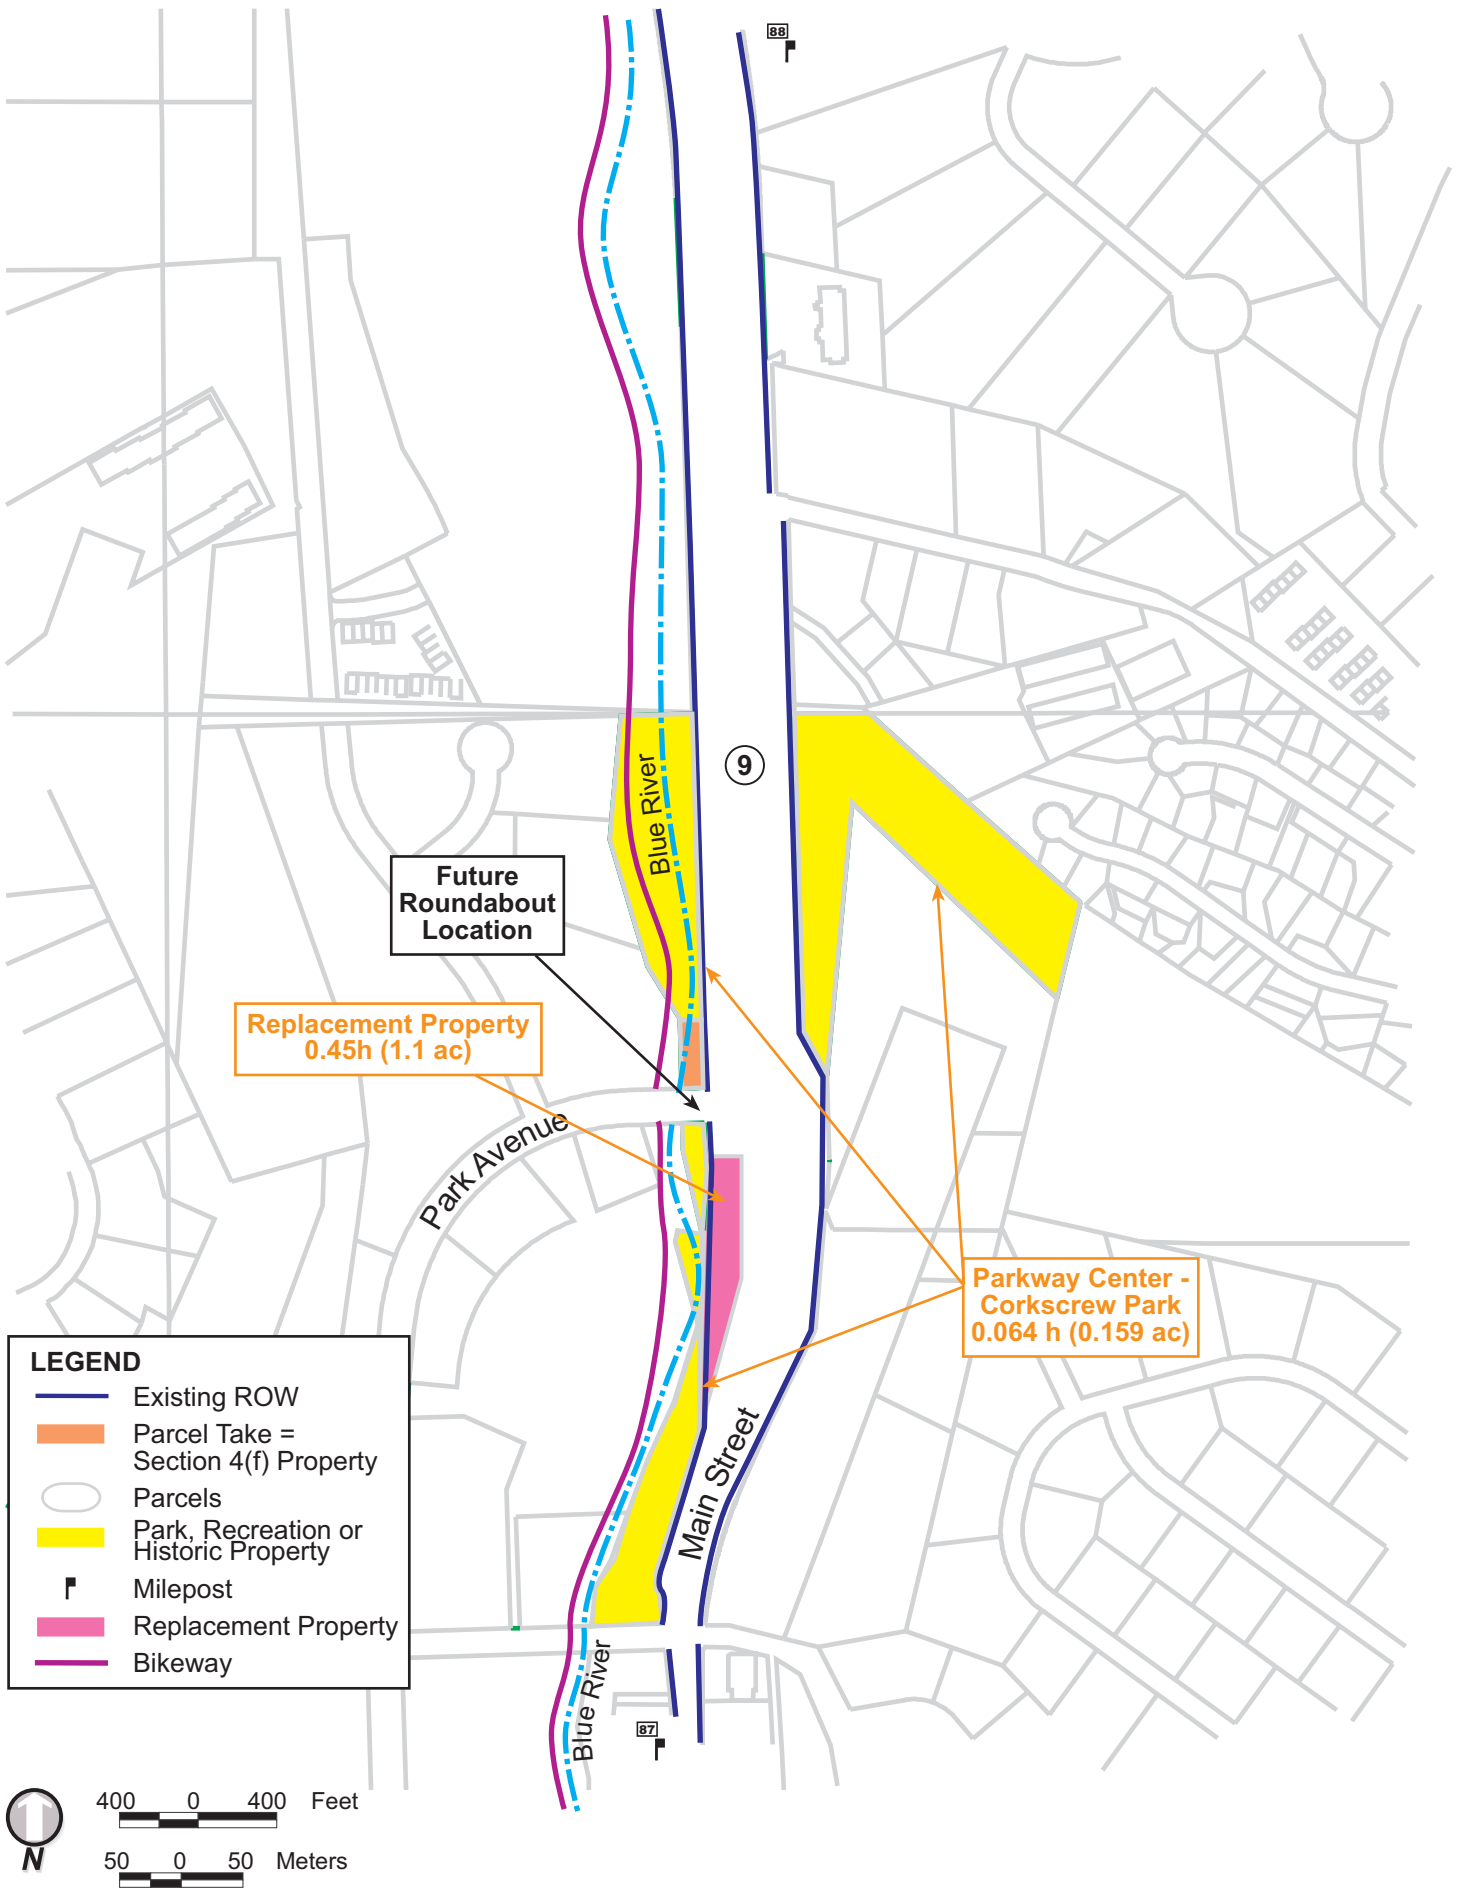 88
9
Blue River
Future
Roundabout
Location
Replacement Property
0.45h (1.1 ac)
Park Avenue
Parkway Center -
Corkscrew Park
0.064 h (0.159 ac)
Main Street
LEGEND
Existing ROW
Parcel Take =
Section 4(f) Property
Parcels
Park, Recreation or
Historic Property
Milepost
Replacement Property
Bikeway
Blue River
87
400 0 400 Feet
50 0 50 Meters
N